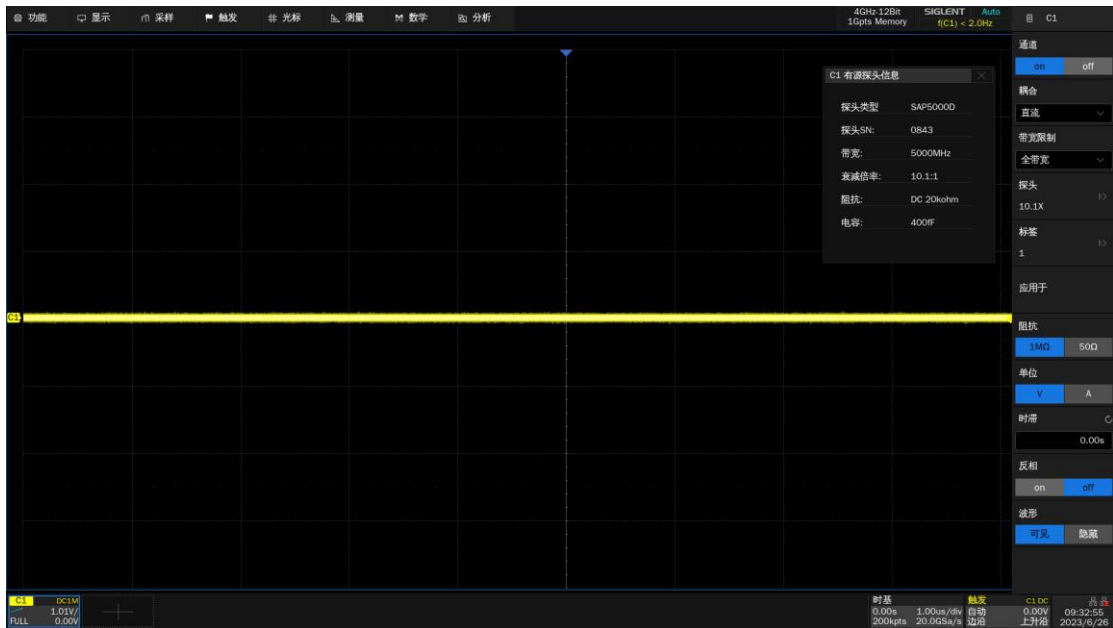 功能 显示 采样 触发 光标 测量 数学 分析
4GHz-12Bit
1Gpts Memory
SIGLENT Auto
f(C1) < 2.0Hz
C1
通道
on off
耦合
直流
带宽限制
全带宽
探头
10.1X
标签
1
应用于
阻抗
1MΩ 50Ω
单位
V A
时滞
0.00s
反相
on off
波形
可见 隐藏
C1 有源探头信息
探头类型 SAP5000D
探头SN: 0843
带宽: 5000MHz
衰减倍率: 10.1:1
阻抗: DC 20kohm
电容: 400fF
C1
C1 DC1M
1.01V/
FULL 0.00V
时基
0.00s 1.00us/div
200kpts 20.0GSa/s
触发 C1 DC
自动 0.00V
边沿 上升沿
09:32:55
2023/6/26